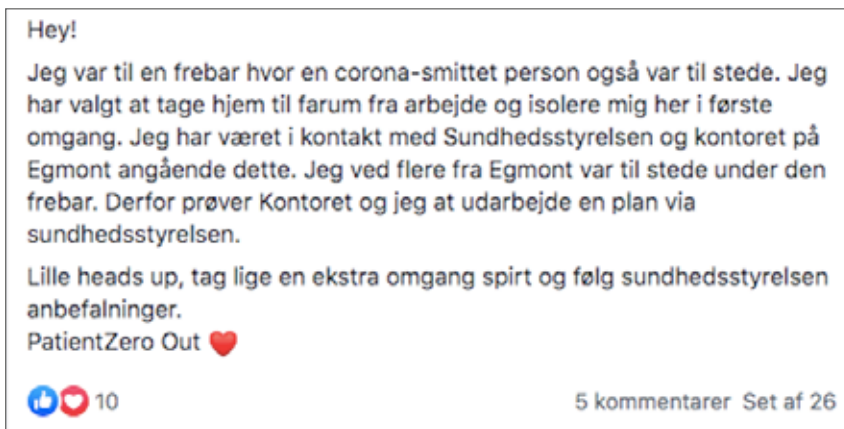 Hey!
Jeg var til en frebar hvor en corona-smittet person også var til stede. Jeg
har valgt at tage hjem til farum fra arbejde og isolere mig her i første
omgang. Jeg har været i kontakt med Sundhedsstyrelsen og kontoret på
Egmont angående dette. Jeg ved flere fra Egmont var til stede under den
frebar. Derfor prøver Kontoret og jeg at udarbejde en plan via
sundhedsstyrelsen.
Lille heads up, tag lige en ekstra omgang spirt og følg sundhedsstyrelsen
anbefalninger.
PatientZero Out ❤️
10 5 kommentarer Set af 26